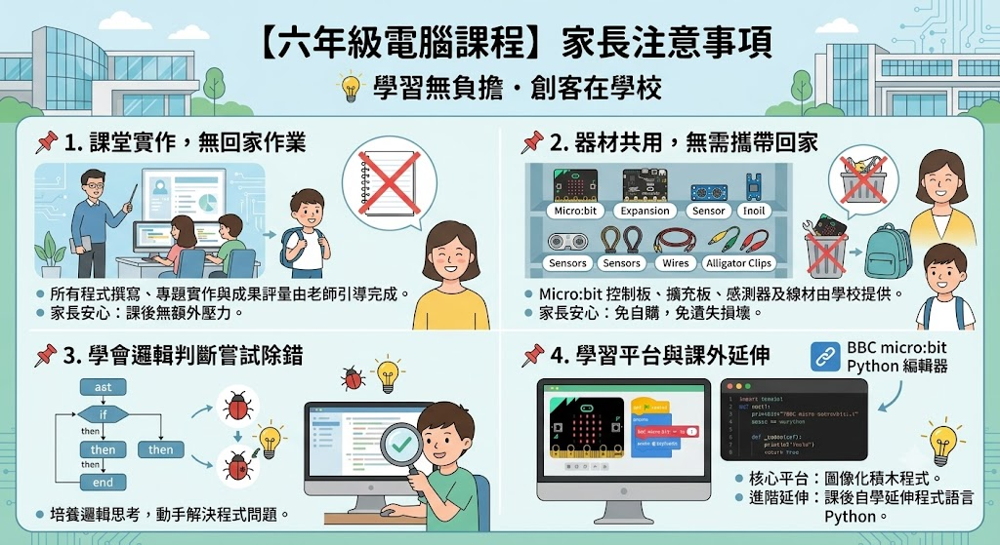 【六年級電腦課程】家長注意事項
學習無負擔・創客在學校
1. 課堂實作，無回家作業
所有程式撰寫、專題實作與成果評量由老師引導完成。
家長安心：課後無額外壓力。
2. 器材共用，無需攜帶回家
Micro:bit
Expansion
Sensor
Inoil
Sensors
Sensors
Wires
Alligator Clips
Micro:bit 控制板、擴充板、感測器及線材由學校提供。
家長安心：免自購，免遺失損壞。
3. 學會邏輯判斷嘗試除錯
ast
if
then
then
then
then
end
培養邏輯思考，動手解決程式問題。
4. 學習平台與課外延伸
BBC micro:bit
Python 編輯器
核心平台：圖像化積木程式。
進階延伸：課後自學延伸程式語言
Python。